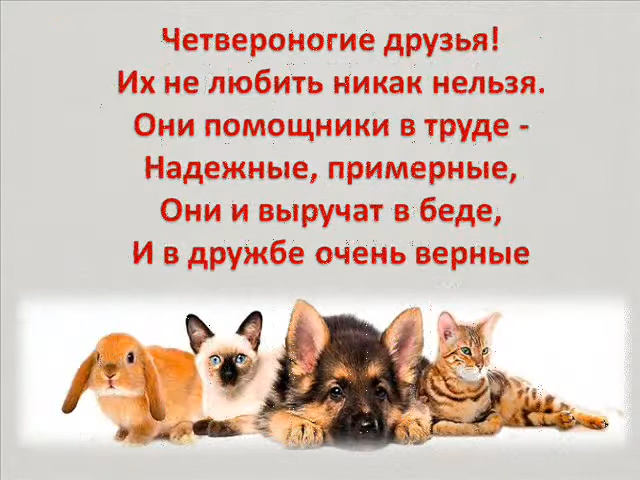 Четвероногие друзья!
Их не любить никак нельзя.
Они помощники в труде -
Надежные, примерные,
Они и выручат в беде,
И в дружбе очень верные